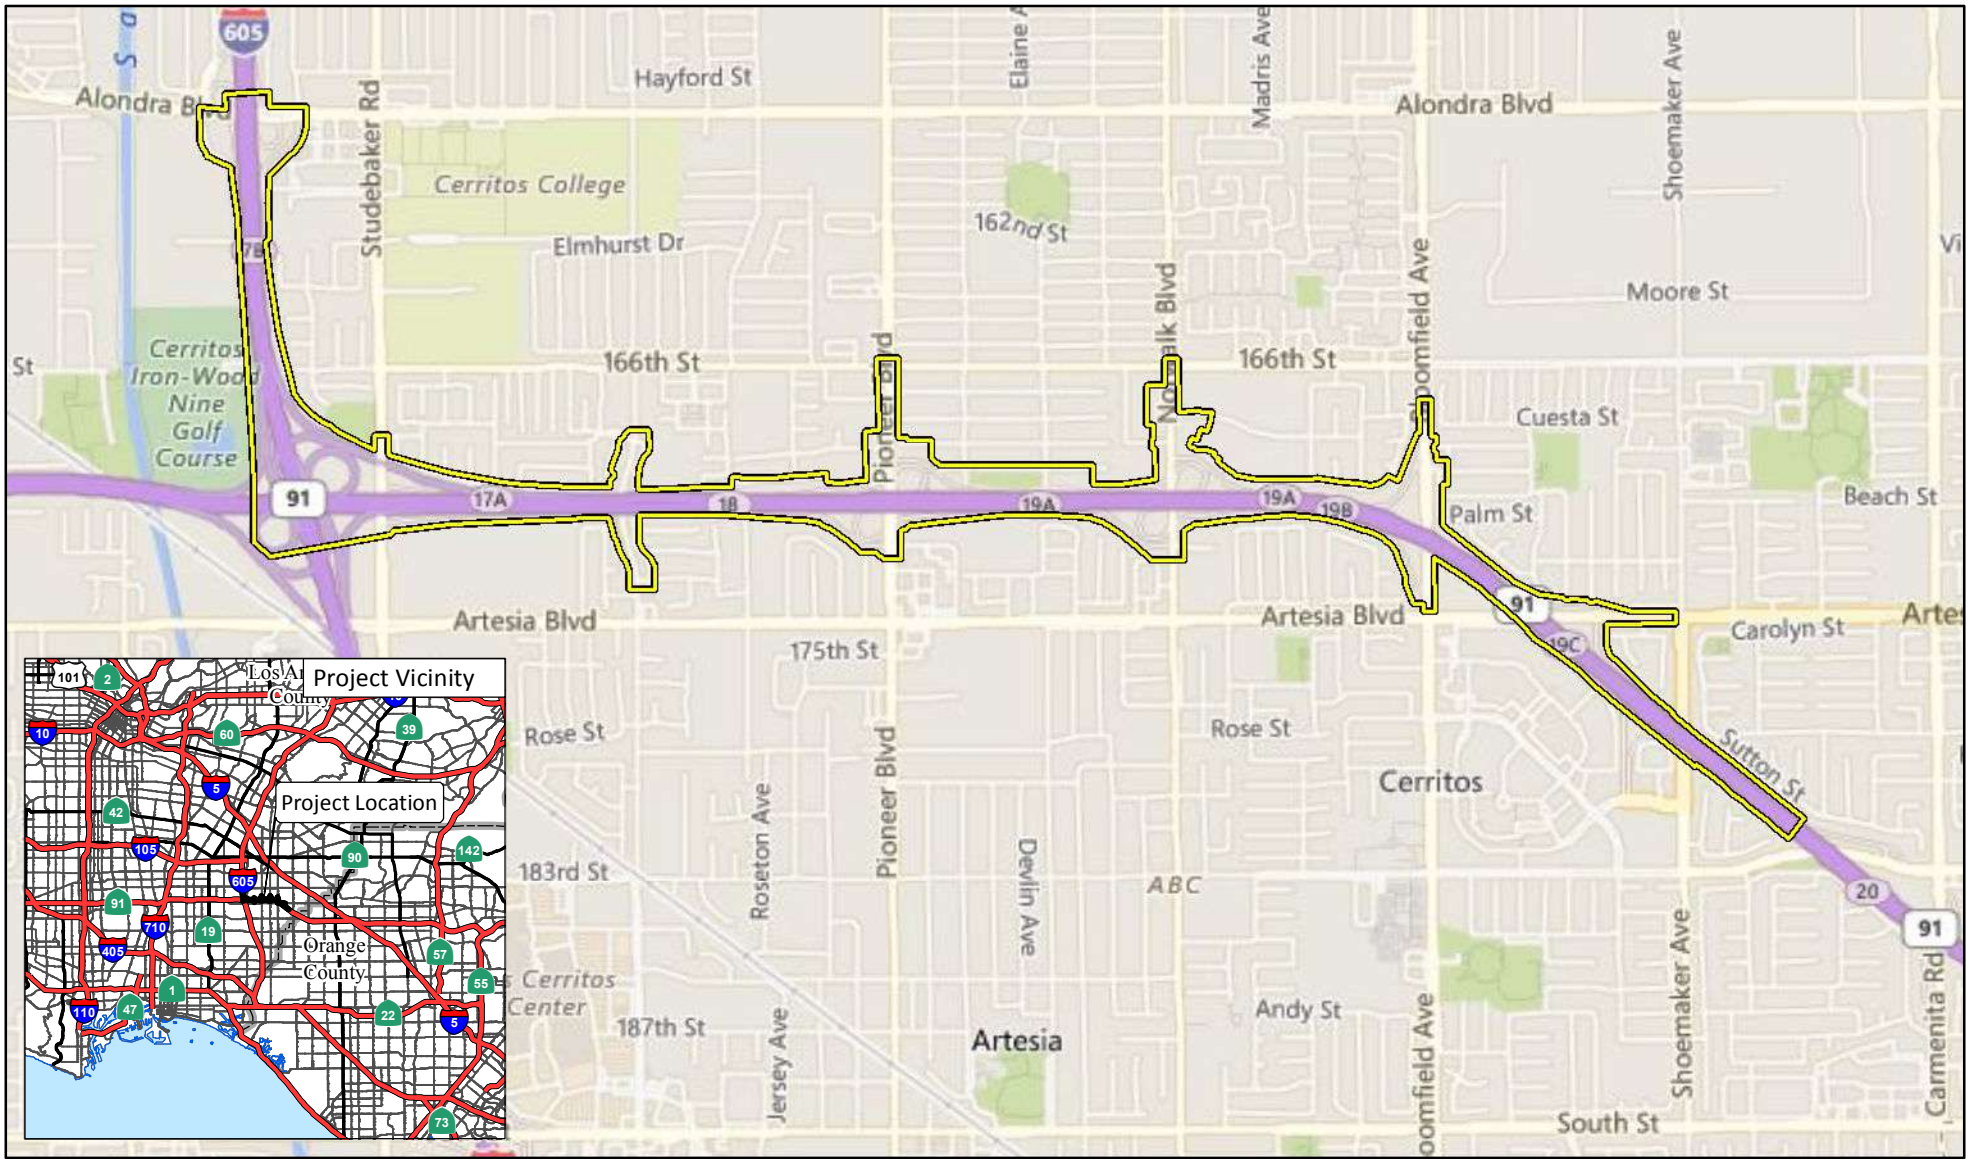 605
Hayford St
Elaine A
Madris Ave
Shoemaker Ave
Alondra Blvd
Alondra Blvd
Studebaker Rd
Cerritos College
162nd St
Elmhurst Dr
7B
Vi
Moore St
Norwalk Blvd
Bloomfield Ave
Pioneer Blvd
St
Cerritos
Iron-Wood
Nine
Golf
Course
166th St
166th St
Cuesta St
91
17A
18
19A
19A
19B
Palm St
Beach St
Artesia Blvd
Artesia Blvd
91
Artes
175th St
19C
Carolyn St
Rose St
Pioneer Blvd
Rose St
Sutton St
Cerritos
Roseton Ave
Devlin Ave
183rd St
ABC
20
91
Shoemaker Ave
Carmenita Rd
s Cerritos
Center
187th St
Jersey Ave
Artesia
Andy St
oomfield Ave
South St
Project Vicinity
101
2
Los An
County
10
60
39
5
Project Location
42
105
90
142
605
91
710
19
405
Orange
County
57
55
1
47
110
22
5
73